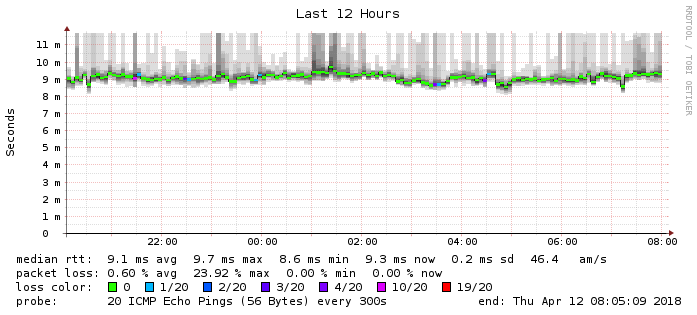 Last 12 Hours
RRDTOOL / TOBI OETIKER
Seconds
11 m
10 m
9 m
8 m
7 m
6 m
5 m
4 m
3 m
2 m
1 m
0
22:00 00:00 02:00 04:00 06:00 08:00
median rtt: 9.1 ms avg 9.7 ms max 8.6 ms min 9.3 ms now 0.2 ms sd 46.4 am/s
packet loss: 0.60 % avg 23.92 % max 0.00 % min 0.00 % now
loss color: 0 1/20 2/20 3/20 4/20 10/20 19/20
probe: 20 ICMP Echo Pings (56 Bytes) every 300s end: Thu Apr 12 08:05:09 2018